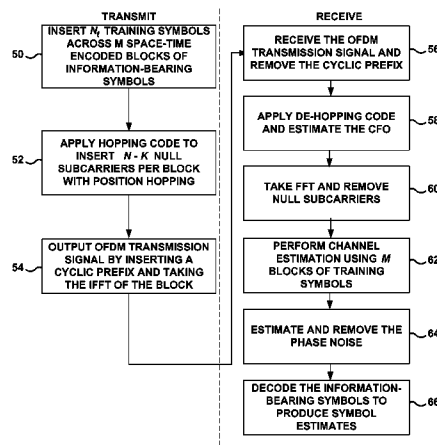 TRANSMIT
50
INSERT Nt TRAINING SYMBOLS
ACROSS M SPACE-TIME
ENCODED BLOCKS OF
INFORMATION-BEARING
SYMBOLS
52
APPLY HOPPING CODE TO
INSERT N - K NULL
SUBCARRIERS PER BLOCK
WITH POSITION HOPPING
54
OUTPUT OFDM TRANSMISSION
SIGNAL BY INSERTING A
CYCLIC PREFIX AND TAKING
THE IFFT OF THE BLOCK
RECEIVE
RECEIVE THE OFDM
TRANSMISSION SIGNAL AND
REMOVE THE CYCLIC PREFIX
56
APPLY DE-HOPPING CODE
AND ESTIMATE THE CFO
58
TAKE FFT AND REMOVE
NULL SUBCARRIERS
60
PERFORM CHANNEL
ESTIMATION USING M
BLOCKS OF TRAINING
SYMBOLS
62
ESTIMATE AND REMOVE THE
PHASE NOISE
64
DECODE THE INFORMATION-
BEARING SYMBOLS TO
PRODUCE SYMBOL
ESTIMATES
66